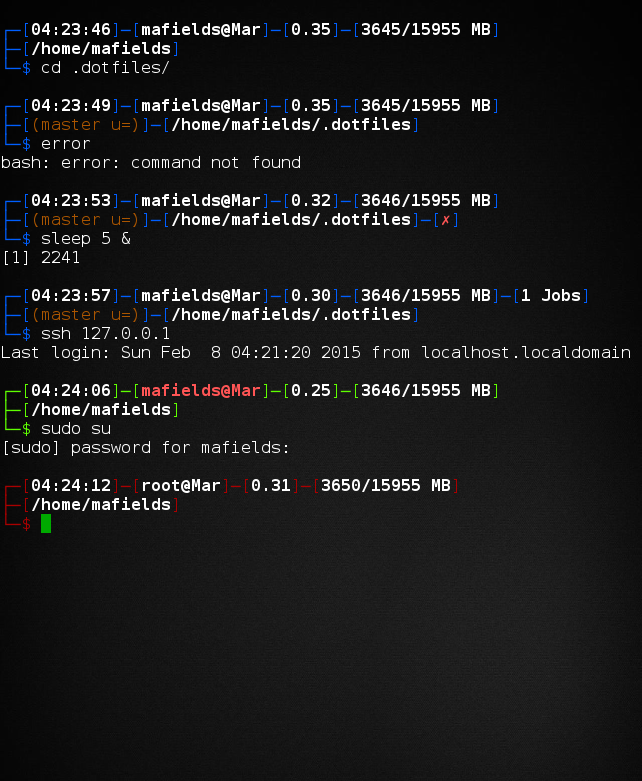 ┌─[04:23:46]─[mafields@Mar]─[0.35]─[3645/15955 MB]
├─[/home/mafields]
└─$ cd .dotfiles/
┌─[04:23:49]─[mafields@Mar]─[0.35]─[3645/15955 MB]
├─[(master u=)]─[/home/mafields/.dotfiles]
└─$ error
bash: error: command not found
┌─[04:23:53]─[mafields@Mar]─[0.32]─[3646/15955 MB]
├─[(master u=)]─[/home/mafields/.dotfiles]─[✗]
└─$ sleep 5 &
[1] 2241
┌─[04:23:57]─[mafields@Mar]─[0.30]─[3646/15955 MB]─[1 Jobs]
├─[(master u=)]─[/home/mafields/.dotfiles]
└─$ ssh 127.0.0.1
Last login: Sun Feb  8 04:21:20 2015 from localhost.localdomain
┌─[04:24:06]─[mafields@Mar]─[0.25]─[3646/15955 MB]
├─[/home/mafields]
└─$ sudo su
[sudo] password for mafields:
┌─[04:24:12]─[root@Mar]─[0.31]─[3650/15955 MB]
├─[/home/mafields]
└─$